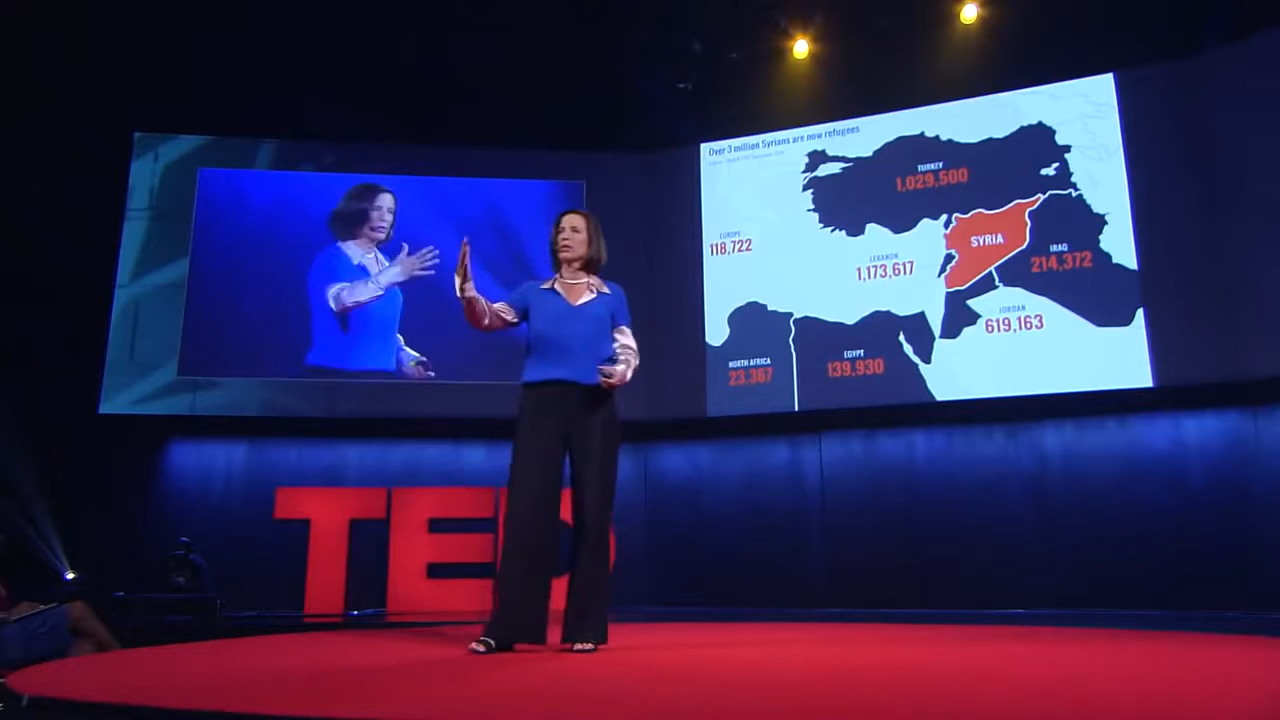 Over 3 million Syrians are now refugees
TURKEY
1,029,500
EUROPE
118,722
LEBANON
1,173,617
SYRIA
IRAQ
214,372
JORDAN
619,163
NORTH AFRICA
23,367
EGYPT
139,930
TED